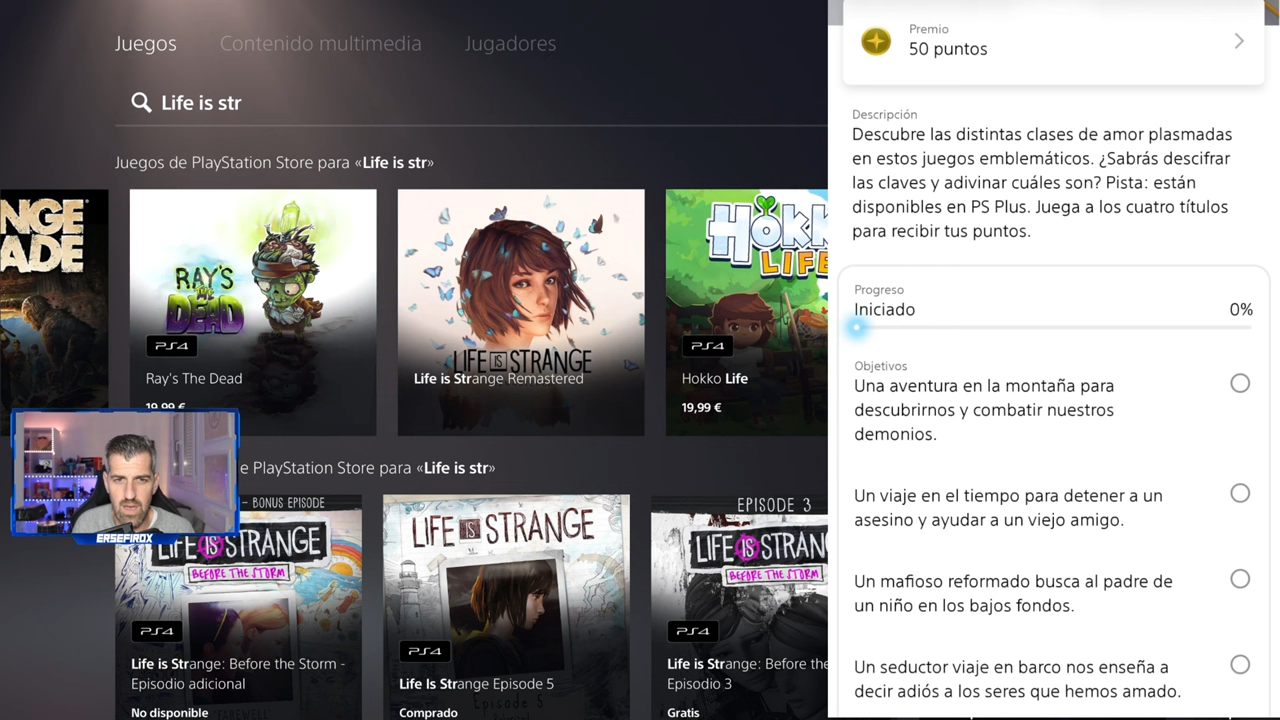 Juegos
Contenido multimedia
Jugadores
Life is str
Juegos de PlayStation Store para «Life is str»
NGE
ADE
RAY'S
THE
DEAD
PS4
Ray's The Dead
19,99 €
LIFE IS STRANGE
Life is Strange Remastered
HOKK
LIFE
PS4
Hokko Life
19,99 €
e PlayStation Store para «Life is str»
- BONUS EPISODE
LIFE IS STRANGE
BEFORE THE STORM
PS4
Life is Strange: Before the Storm -
Episodio adicional
No disponible
LIFE IS STRANGE
PS4
Life Is Strange Episode 5
Episode 5
Comprado
EPISODE 3
LIFE IS STRAN
BEFORE THE STORM
PS4
Life is Strange: Before the
Episodio 3
Gratis
ERSEFIROX
Premio
50 puntos
Descripción
Descubre las distintas clases de amor plasmadas
en estos juegos emblemáticos. ¿Sabrás descifrar
las claves y adivinar cuáles son? Pista: están
disponibles en PS Plus. Juega a los cuatro títulos
para recibir tus puntos.
Progreso
Iniciado 0%
Objetivos
Una aventura en la montaña para
descubrirnos y combatir nuestros
demonios.
Un viaje en el tiempo para detener a un
asesino y ayudar a un viejo amigo.
Un mafioso reformado busca al padre de
un niño en los bajos fondos.
Un seductor viaje en barco nos enseña a
decir adiós a los seres que hemos amado.